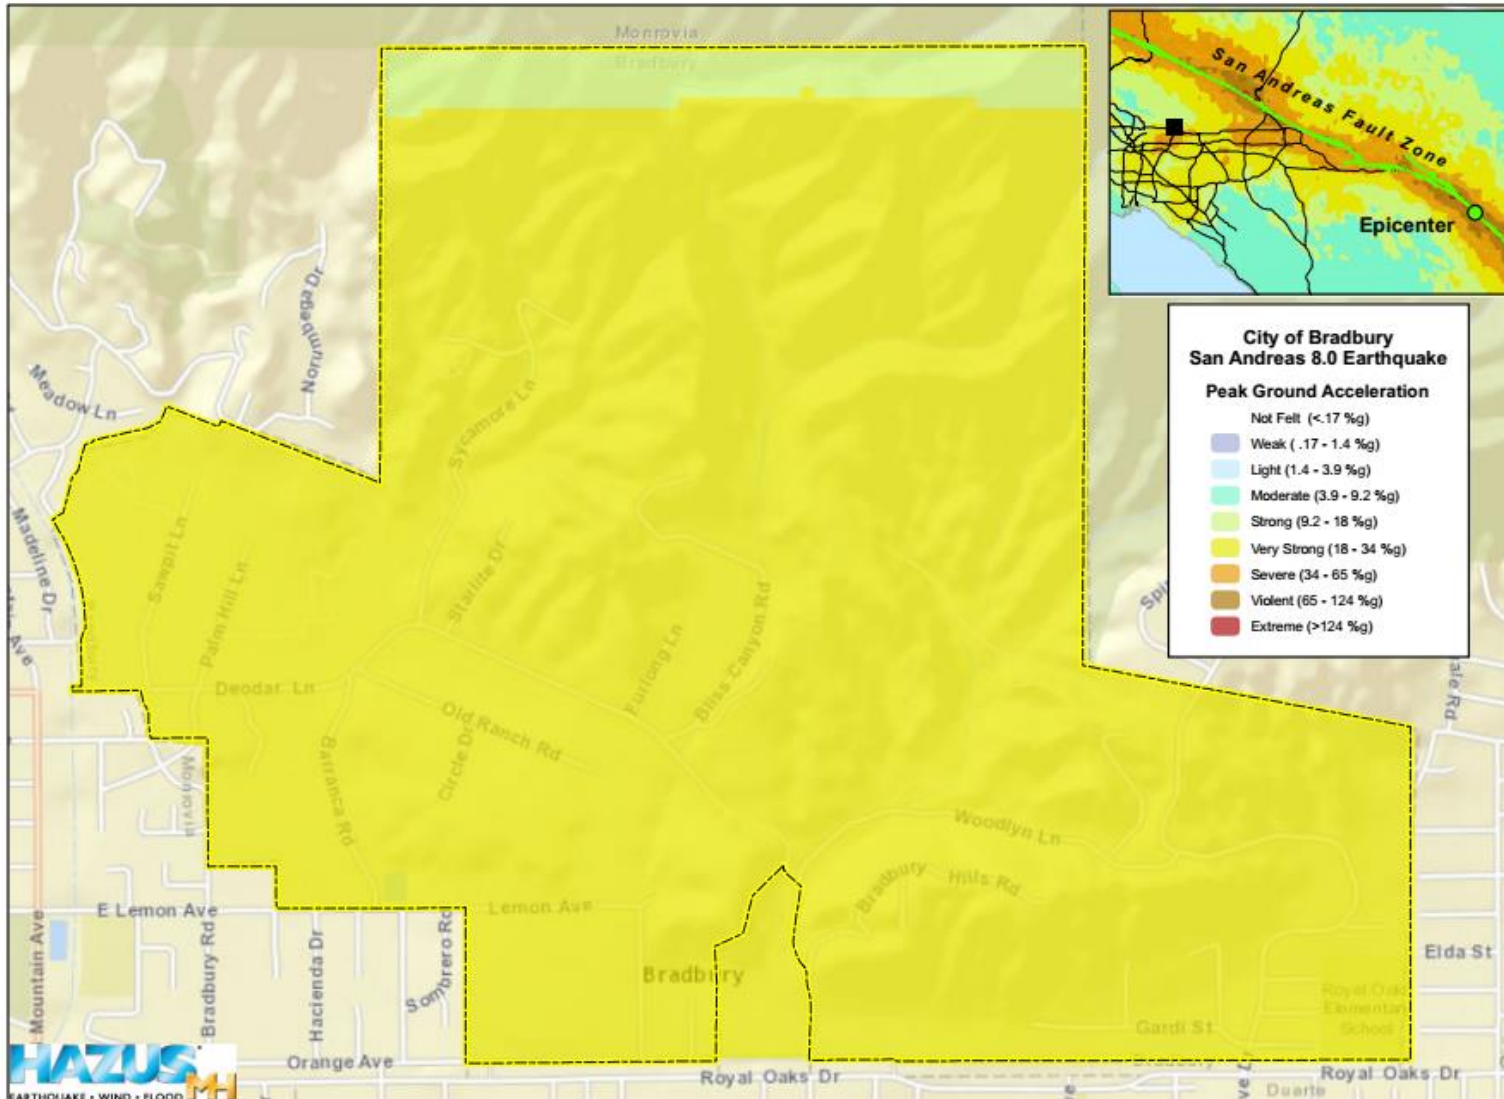 Monrovia
Bradbury
San Andreas Fault Zone
Epicenter
City of Bradbury
San Andreas 8.0 Earthquake
Peak Ground Acceleration
Not Felt (<.17 %g)
Weak ( .17 - 1.4 %g)
Light (1.4 - 3.9 %g)
Moderate (3.9 - 9.2 %g)
Strong (9.2 - 18 %g)
Very Strong (18 - 34 %g)
Severe (34 - 65 %g)
Violent (65 - 124 %g)
Extreme (>124 %g)
Norumbega Dr
Meadow Ln
Sycamore Ln
Madeline Dr
Sawpit Ln
Palm Hill Ln
Starlite Dr
Furlong Ln
Bliss Canyon Rd
Deodar Ln
Old Ranch Rd
Circle Dr
Barranca Rd
Monrovia
Woodlyn Ln
Bradbury Hills Rd
E Lemon Ave
Lemon Ave
Mountain Ave
Bradbury Rd
Hacienda Dr
Sombrero Rd
Bradbury
Elda St
Royal Oaks
Elementary
School
Gardi St
Bradbury
Orange Ave
Royal Oaks Dr
Royal Oaks Dr
Duarte
HAZUS MH
EARTHQUAKE • WIND • FLOOD